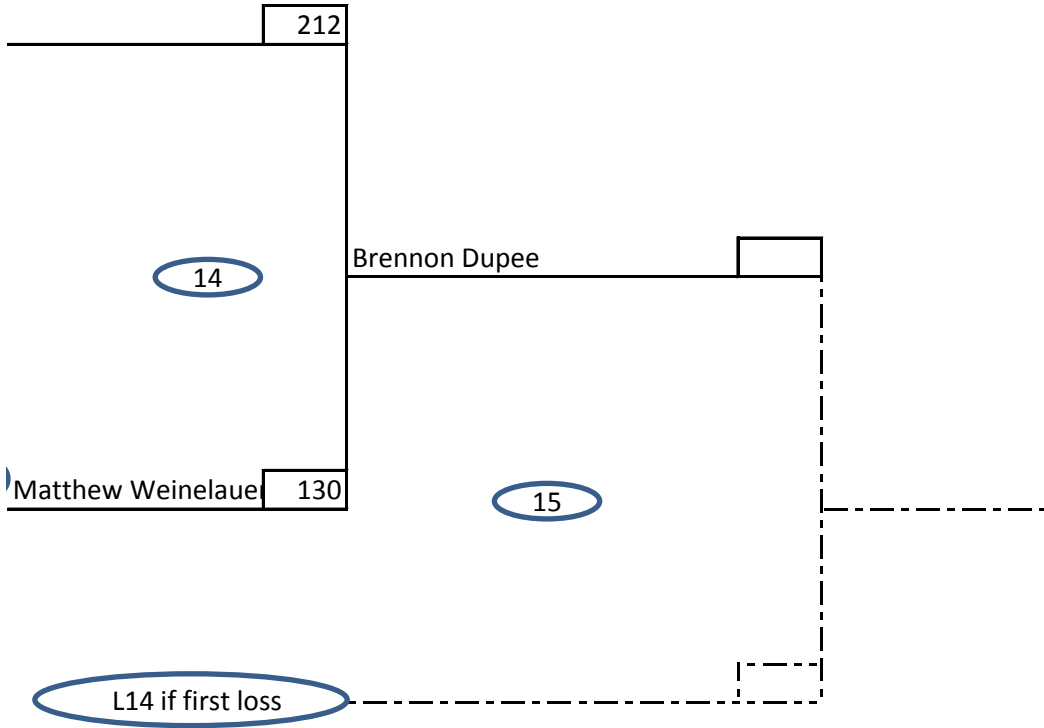 212
Brennon Dupee
14
Matthew Weinelauer 130
15
L14 if first loss